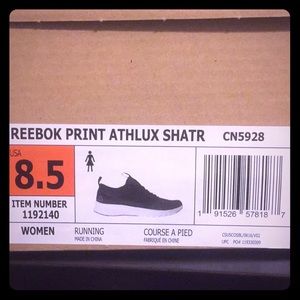 REEBOK PRINT ATHLUX SHATR CN5928
USA
8.5
ITEM NUMBER
1192140
WOMEN RUNNING COURSE A PIED
MADE IN CHINA FABRIQUÉ EN CHINE
1 91526 57818 7